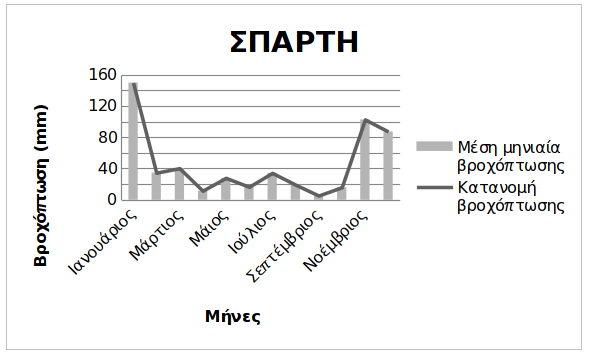 ΣΠΑΡΤΗ
Βροχόπτωση (mm)
160
120
80
40
0
Ιανουάριος
Μάρτιος
Μάιος
Ιούλιος
Σεπτέμβριος
Νοέμβριος
Μήνες
Μέση μηνιαία
βροχόπτωσης
Κατανομή
βροχόπτωσης